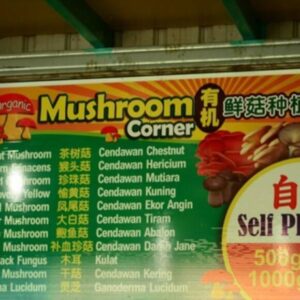 organic
Mushroom
Corner
有机
鲜菇种植
Mushroom 茶树菇 Cendawan Chestnut
猴头菇 Cendawan Hericium
Mushroom 珍珠菇 Cendawan Mutiara
Yellow 愉黄菇 Cendawan Kuning
Mushroom 凤尾菇 Cendawan Ekor Angin
Mushroom 大白菇 Cendawan Tiram
Mushroom 鲍鱼菇 Cendawan Abalon
Mushroom 补血珍菇 Cendawan Darah Jane
Fungus 木耳 Kulat
Mushroom 干菇 Cendawan Kering
Lucidum 灵芝 Ganoderma Lucidum
自
Self
500g
1000